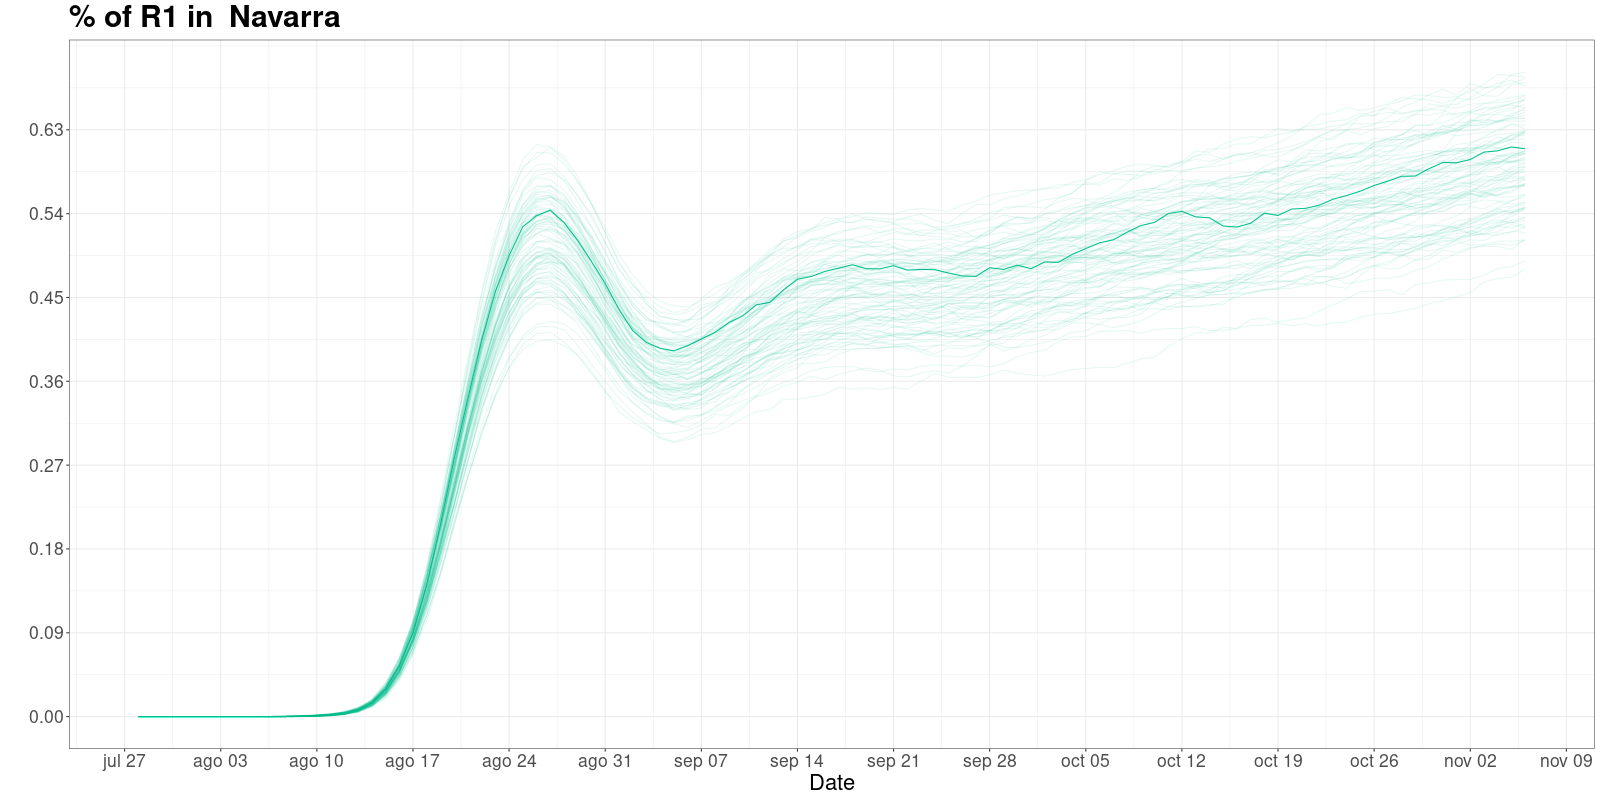 % of R1 in  Navarra
0.63
0.54
0.45
0.36
0.27
0.18
0.09
0.00
jul 27 ago 03 ago 10 ago 17 ago 24 ago 31 sep 07 sep 14 sep 21 sep 28 oct 05 oct 12 oct 19 oct 26 nov 02 nov 09
Date